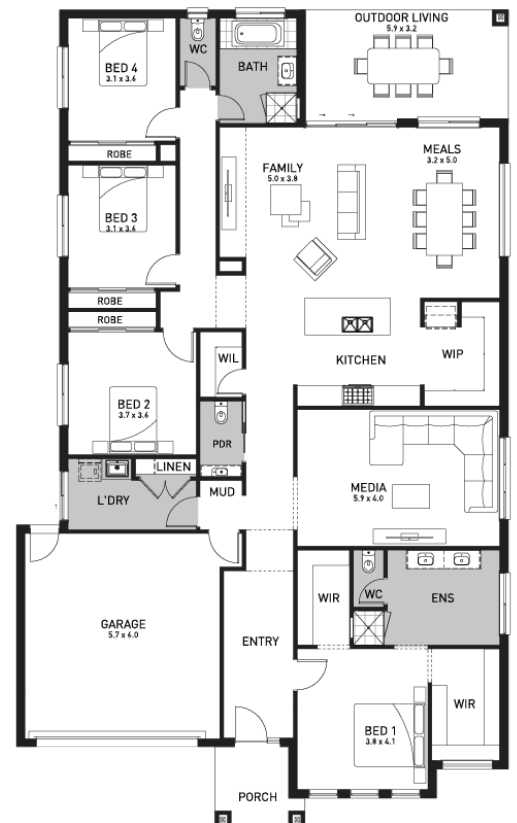 OUTDOOR LIVING
5.9 x 3.2
WC
BATH
BED 4
3.1 x 3.6
ROBE
FAMILY
5.0 x 3.8
MEALS
3.2 x 5.0
BED 3
3.1 x 3.6
ROBE
ROBE
WIL
KITCHEN
WIP
BED 2
3.7 x 3.6
PDR
LINEN
L'DRY
MUD
MEDIA
5.9 x 4.0
WIR
WC
ENS
GARAGE
5.7 x 6.0
ENTRY
WIR
BED 1
3.8 x 4.1
PORCH